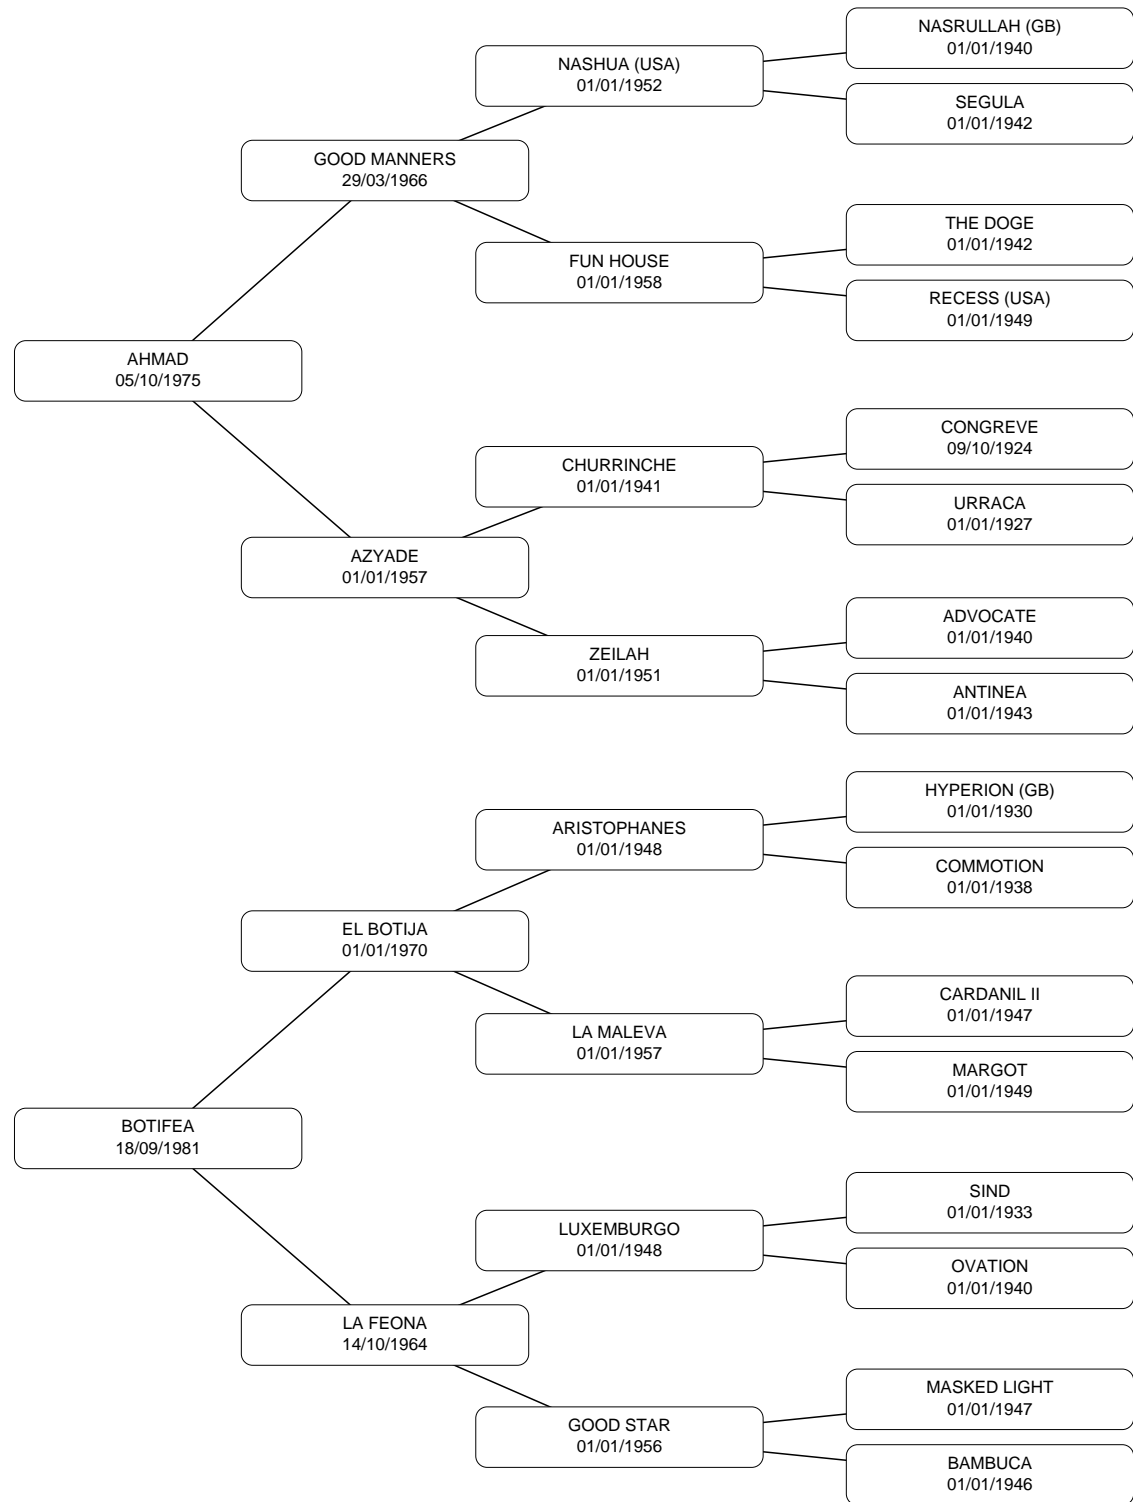 NASRULLAH (GB)
01/01/1940
NASHUA (USA)
01/01/1952
SEGULA
01/01/1942
GOOD MANNERS
29/03/1966
THE DOGE
01/01/1942
FUN HOUSE
01/01/1958
RECESS (USA)
01/01/1949
AHMAD
05/10/1975
CONGREVE
09/10/1924
CHURRINCHE
01/01/1941
URRACA
01/01/1927
AZYADE
01/01/1957
ADVOCATE
01/01/1940
ZEILAH
01/01/1951
ANTINEA
01/01/1943
HYPERION (GB)
01/01/1930
ARISTOPHANES
01/01/1948
COMMOTION
01/01/1938
EL BOTIJA
01/01/1970
CARDANIL II
01/01/1947
LA MALEVA
01/01/1957
MARGOT
01/01/1949
BOTIFEA
18/09/1981
SIND
01/01/1933
LUXEMBURGO
01/01/1948
OVATION
01/01/1940
LA FEONA
14/10/1964
MASKED LIGHT
01/01/1947
GOOD STAR
01/01/1956
BAMBUCA
01/01/1946